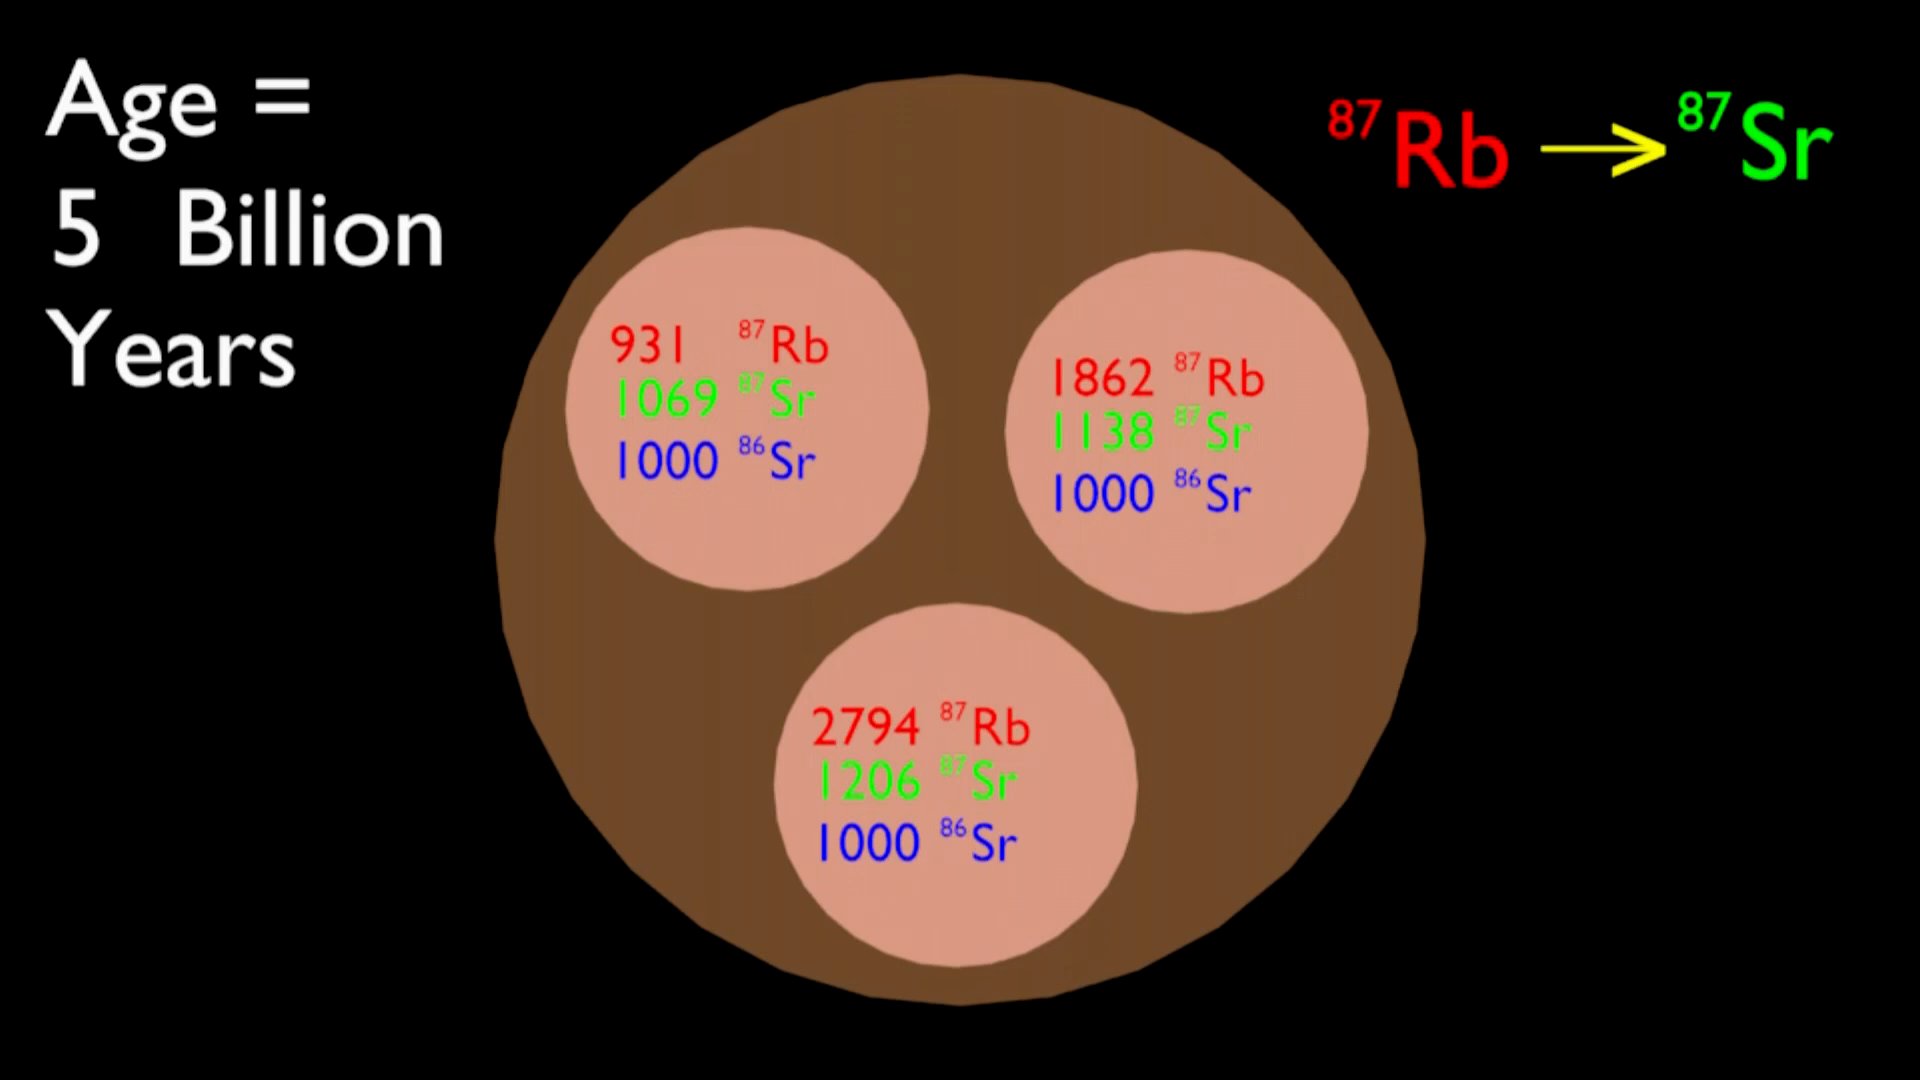 Age =
5 Billion
Years
⁸⁷Rb → ⁸⁷Sr
931 ⁸⁷Rb
1069 ⁸⁷Sr
1000 ⁸⁶Sr
1862 ⁸⁷Rb
1138 ⁸⁷Sr
1000 ⁸⁶Sr
2794 ⁸⁷Rb
1206 ⁸⁷Sr
1000 ⁸⁶Sr